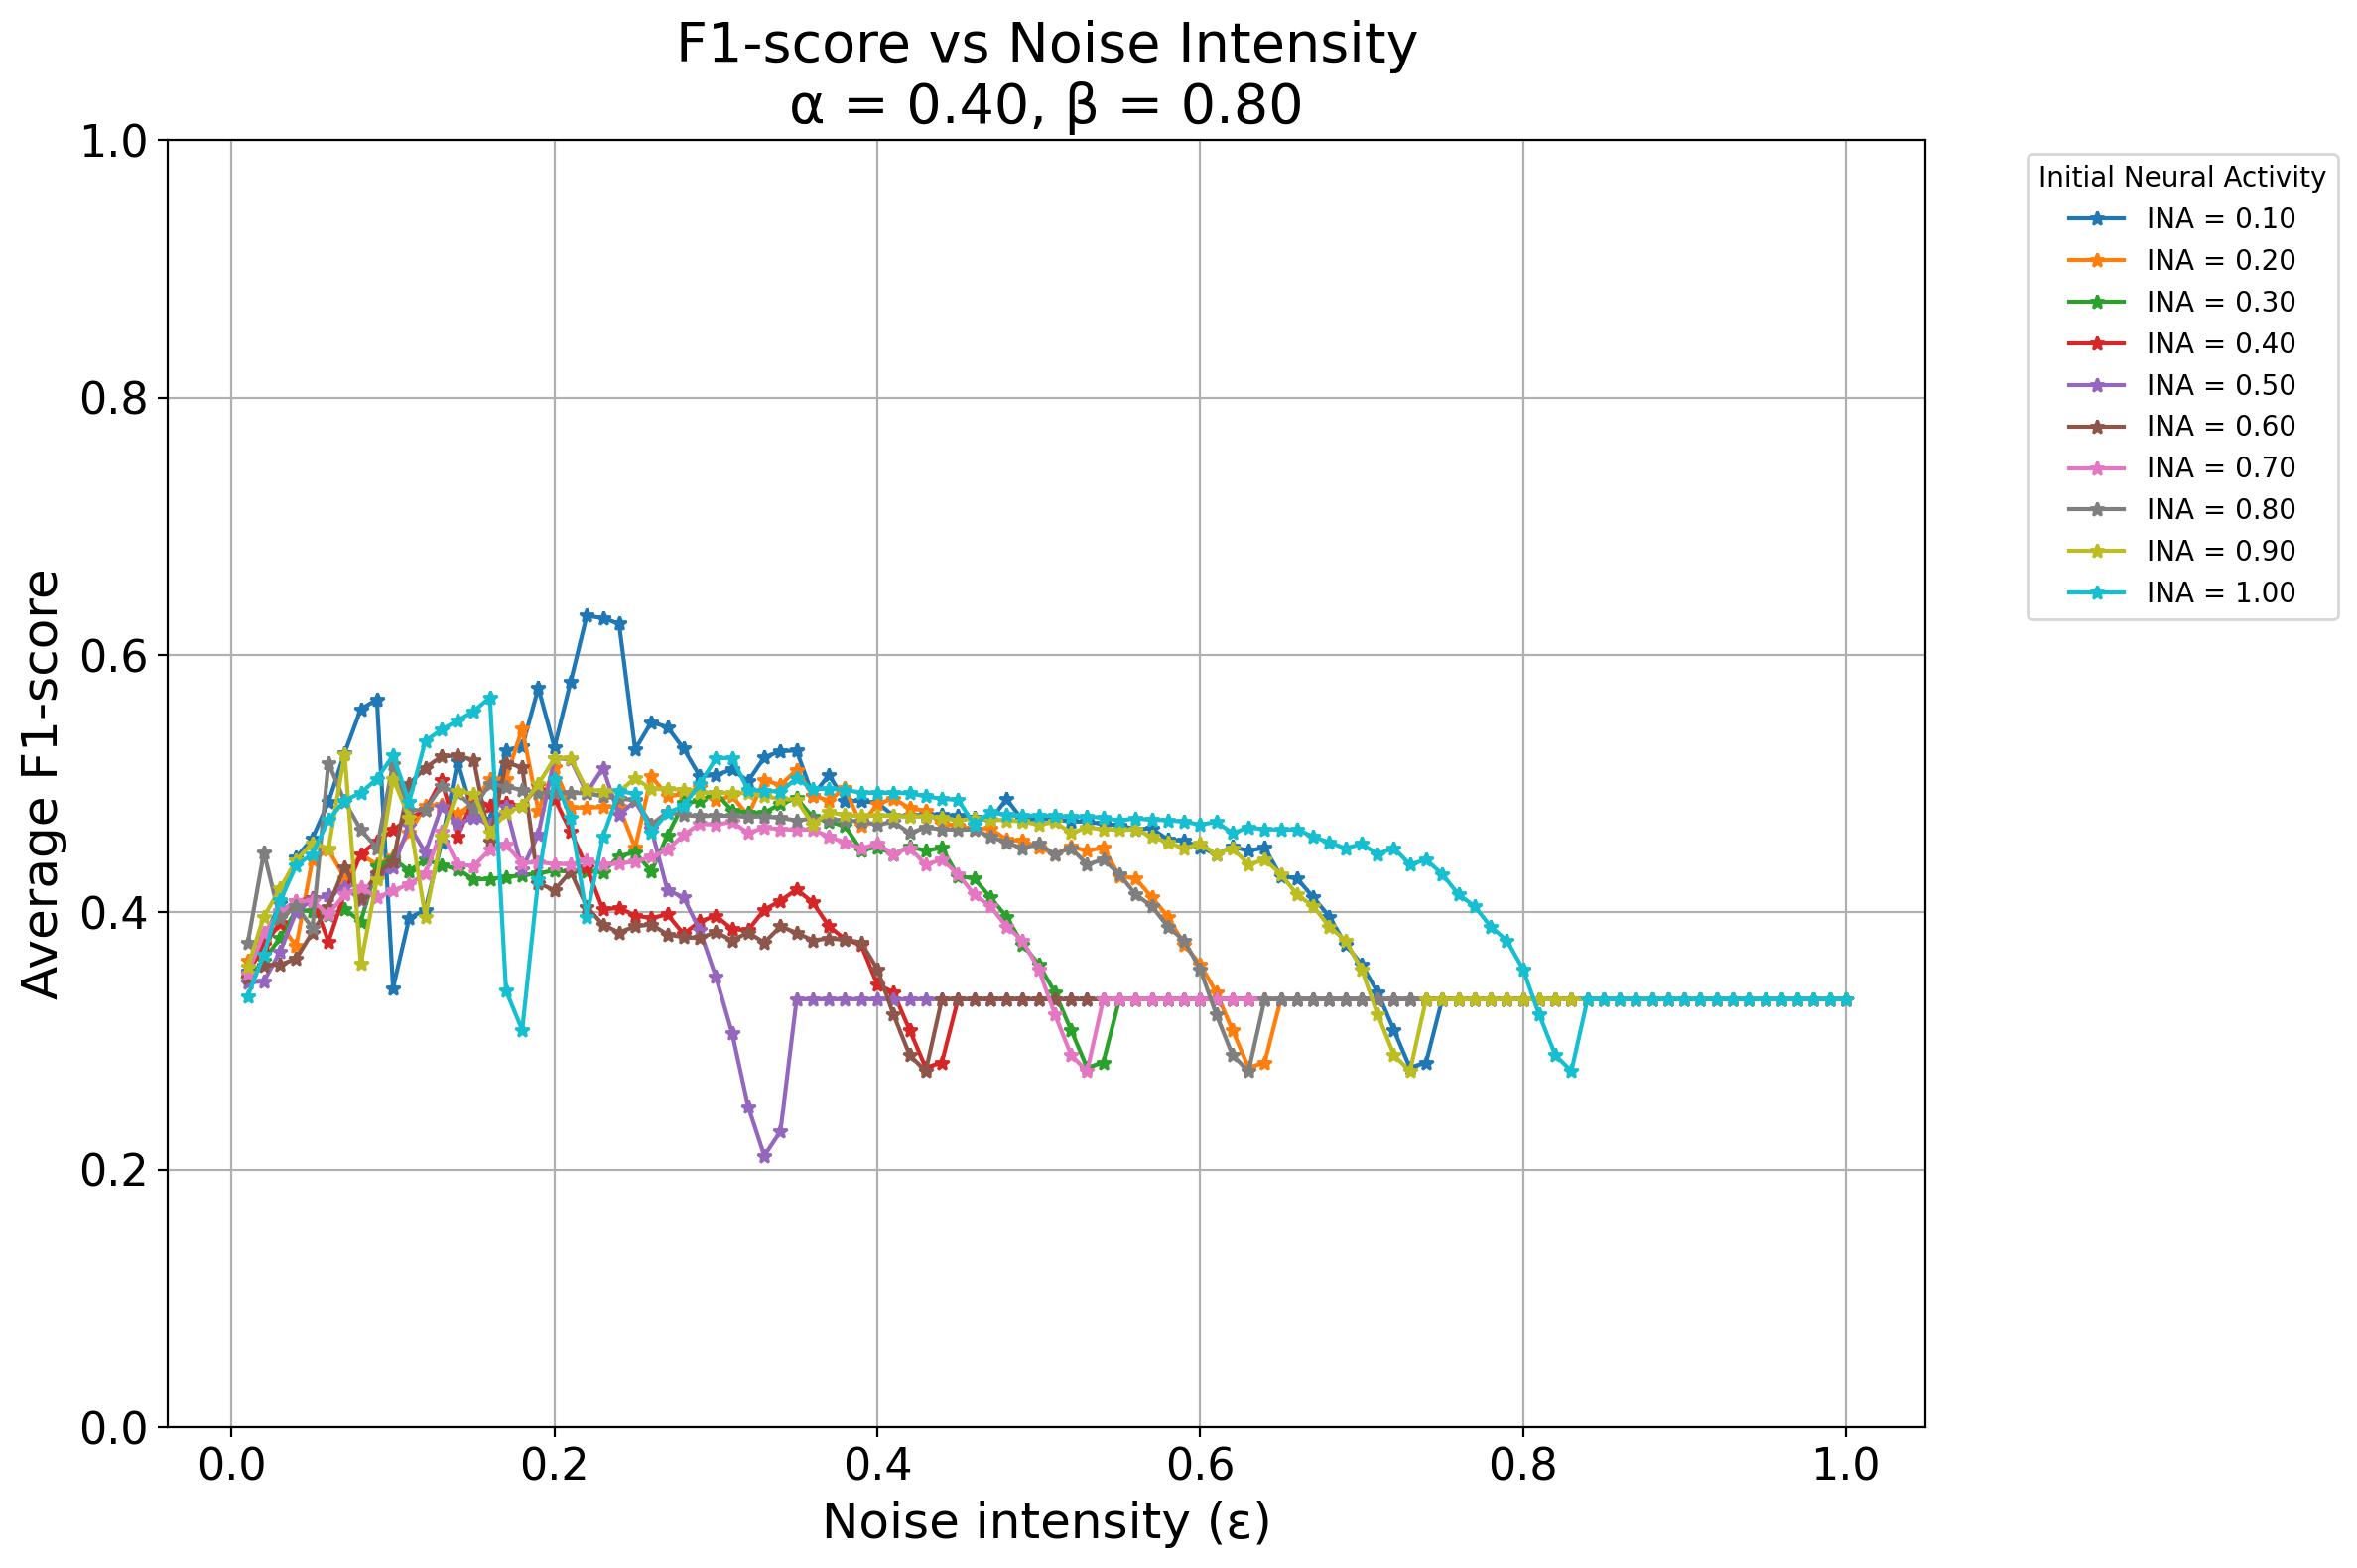 F1-score vs Noise Intensity
α = 0.40, β = 0.80
1.0
0.8
0.6
0.4
0.2
0.0
Average F1-score
0.0 0.2 0.4 0.6 0.8 1.0
Noise intensity (ε)
Initial Neural Activity
INA = 0.10
INA = 0.20
INA = 0.30
INA = 0.40
INA = 0.50
INA = 0.60
INA = 0.70
INA = 0.80
INA = 0.90
INA = 1.00